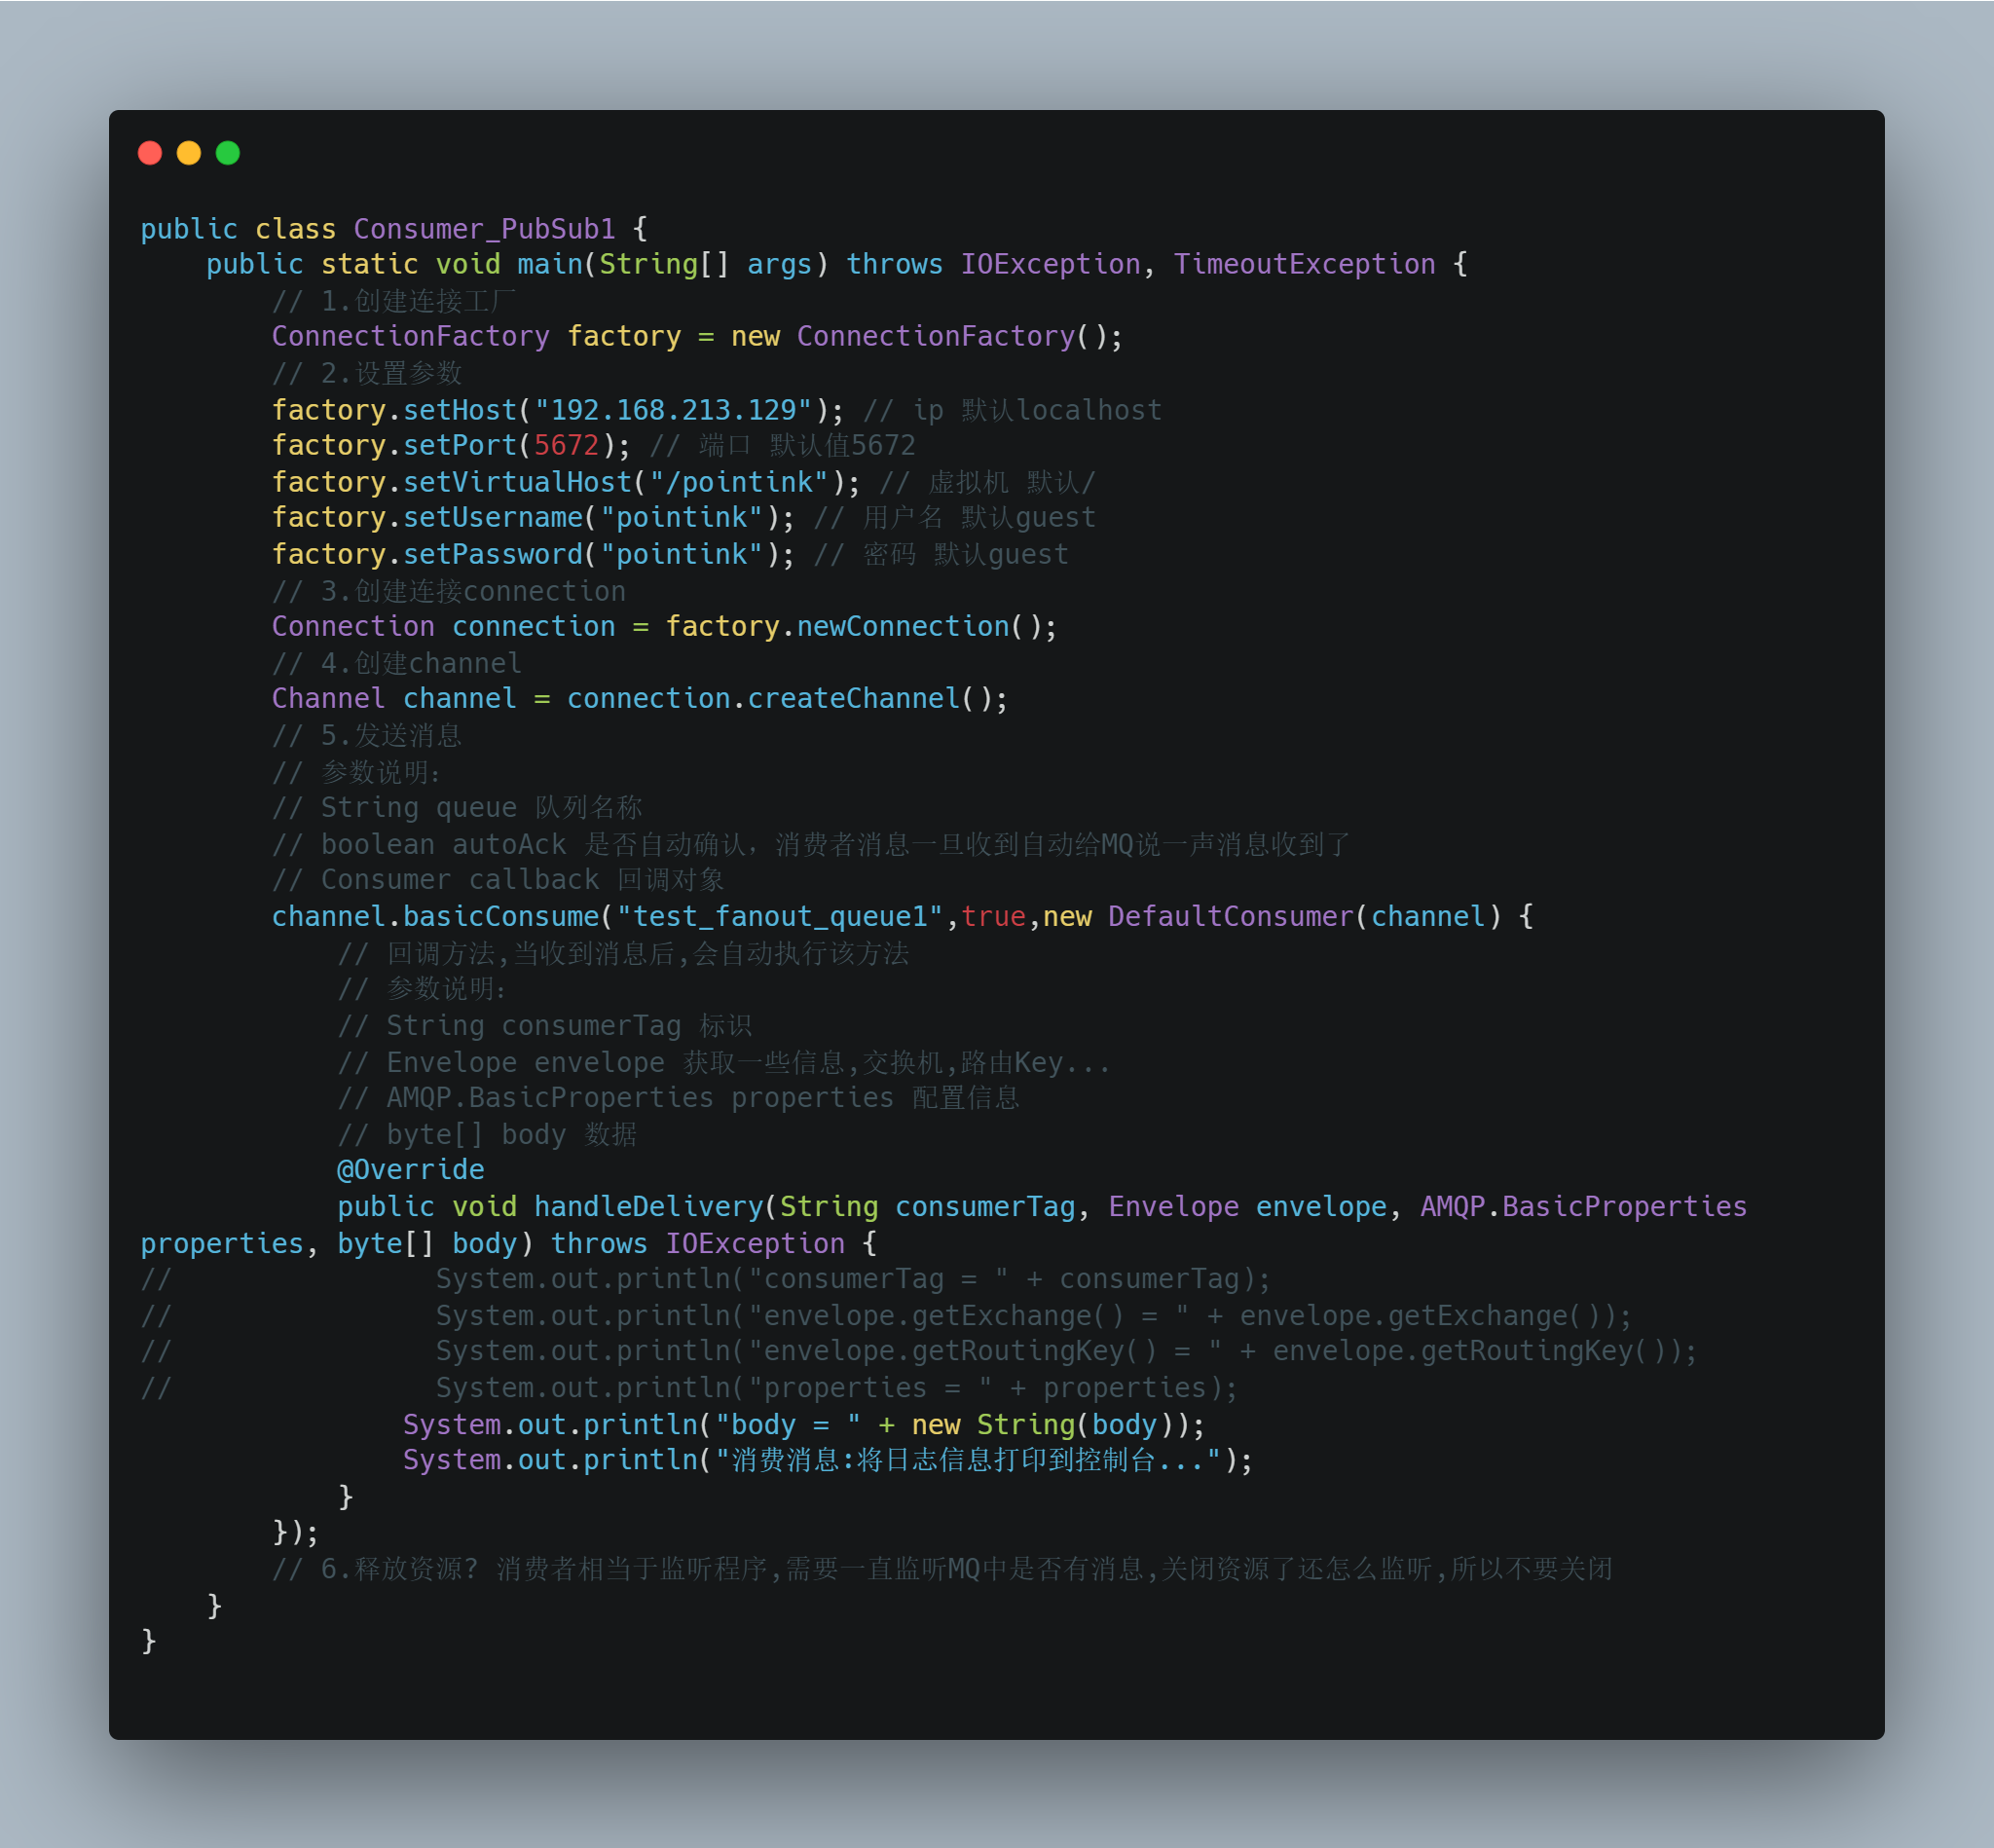 public class Consumer_PubSub1 {
    public static void main(String[] args) throws IOException, TimeoutException {
        // 1.创建连接工厂
        ConnectionFactory factory = new ConnectionFactory();
        // 2.设置参数
        factory.setHost("192.168.213.129"); // ip 默认localhost
        factory.setPort(5672); // 端口 默认值5672
        factory.setVirtualHost("/pointink"); // 虚拟机 默认/
        factory.setUsername("pointink"); // 用户名 默认guest
        factory.setPassword("pointink"); // 密码 默认guest
        // 3.创建连接connection
        Connection connection = factory.newConnection();
        // 4.创建channel
        Channel channel = connection.createChannel();
        // 5.发送消息
        // 参数说明：
        // String queue 队列名称
        // boolean autoAck 是否自动确认，消费者消息一旦收到自动给MQ说一声消息收到了
        // Consumer callback 回调对象
        channel.basicConsume("test_fanout_queue1",true,new DefaultConsumer(channel) {
            // 回调方法,当收到消息后,会自动执行该方法
            // 参数说明：
            // String consumerTag 标识
            // Envelope envelope 获取一些信息,交换机,路由Key...
            // AMQP.BasicProperties properties 配置信息
            // byte[] body 数据
            @Override
            public void handleDelivery(String consumerTag, Envelope envelope, AMQP.BasicProperties
properties, byte[] body) throws IOException {
//                System.out.println("consumerTag = " + consumerTag);
//                System.out.println("envelope.getExchange() = " + envelope.getExchange());
//                System.out.println("envelope.getRoutingKey() = " + envelope.getRoutingKey());
//                System.out.println("properties = " + properties);
                System.out.println("body = " + new String(body));
                System.out.println("消费消息:将日志信息打印到控制台...");
            }
        });
        // 6.释放资源? 消费者相当于监听程序,需要一直监听MQ中是否有消息,关闭资源了还怎么监听,所以不要关闭
    }
}